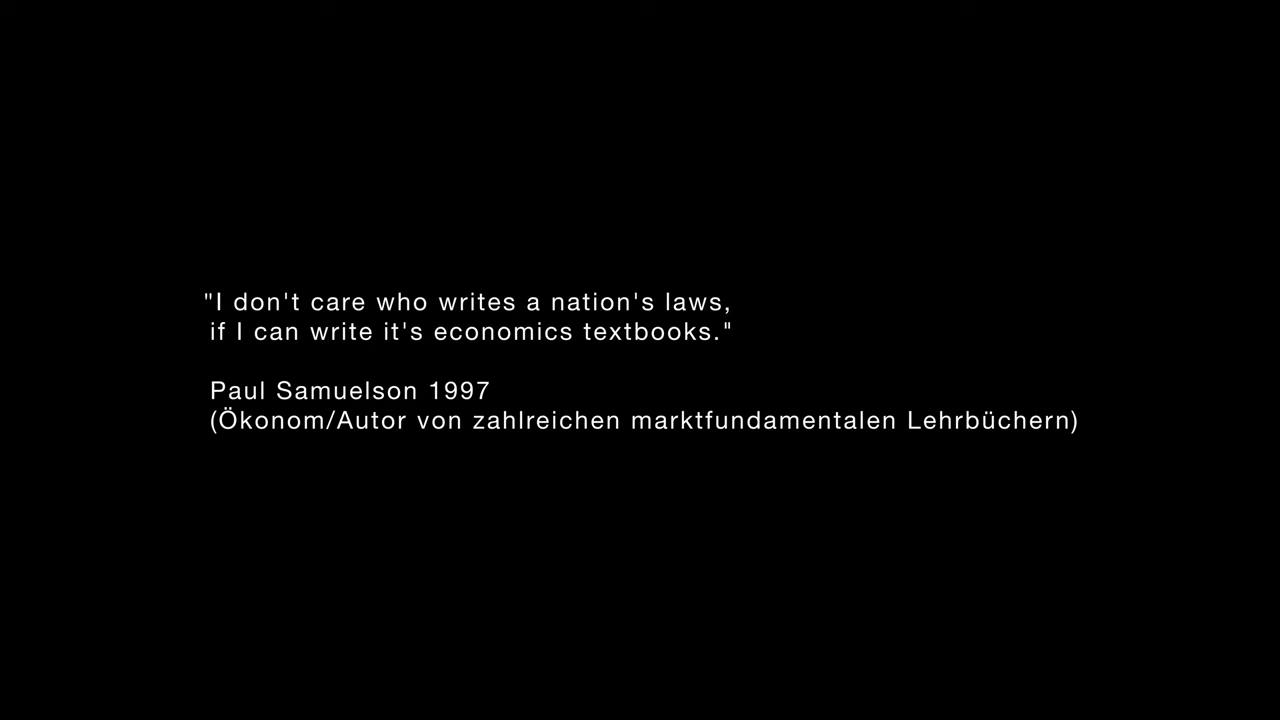 "I don't care who writes a nation's laws,
if I can write it's economics textbooks."
Paul Samuelson 1997
(Ökonom/Autor von zahlreichen marktfundamentalen Lehrbüchern)